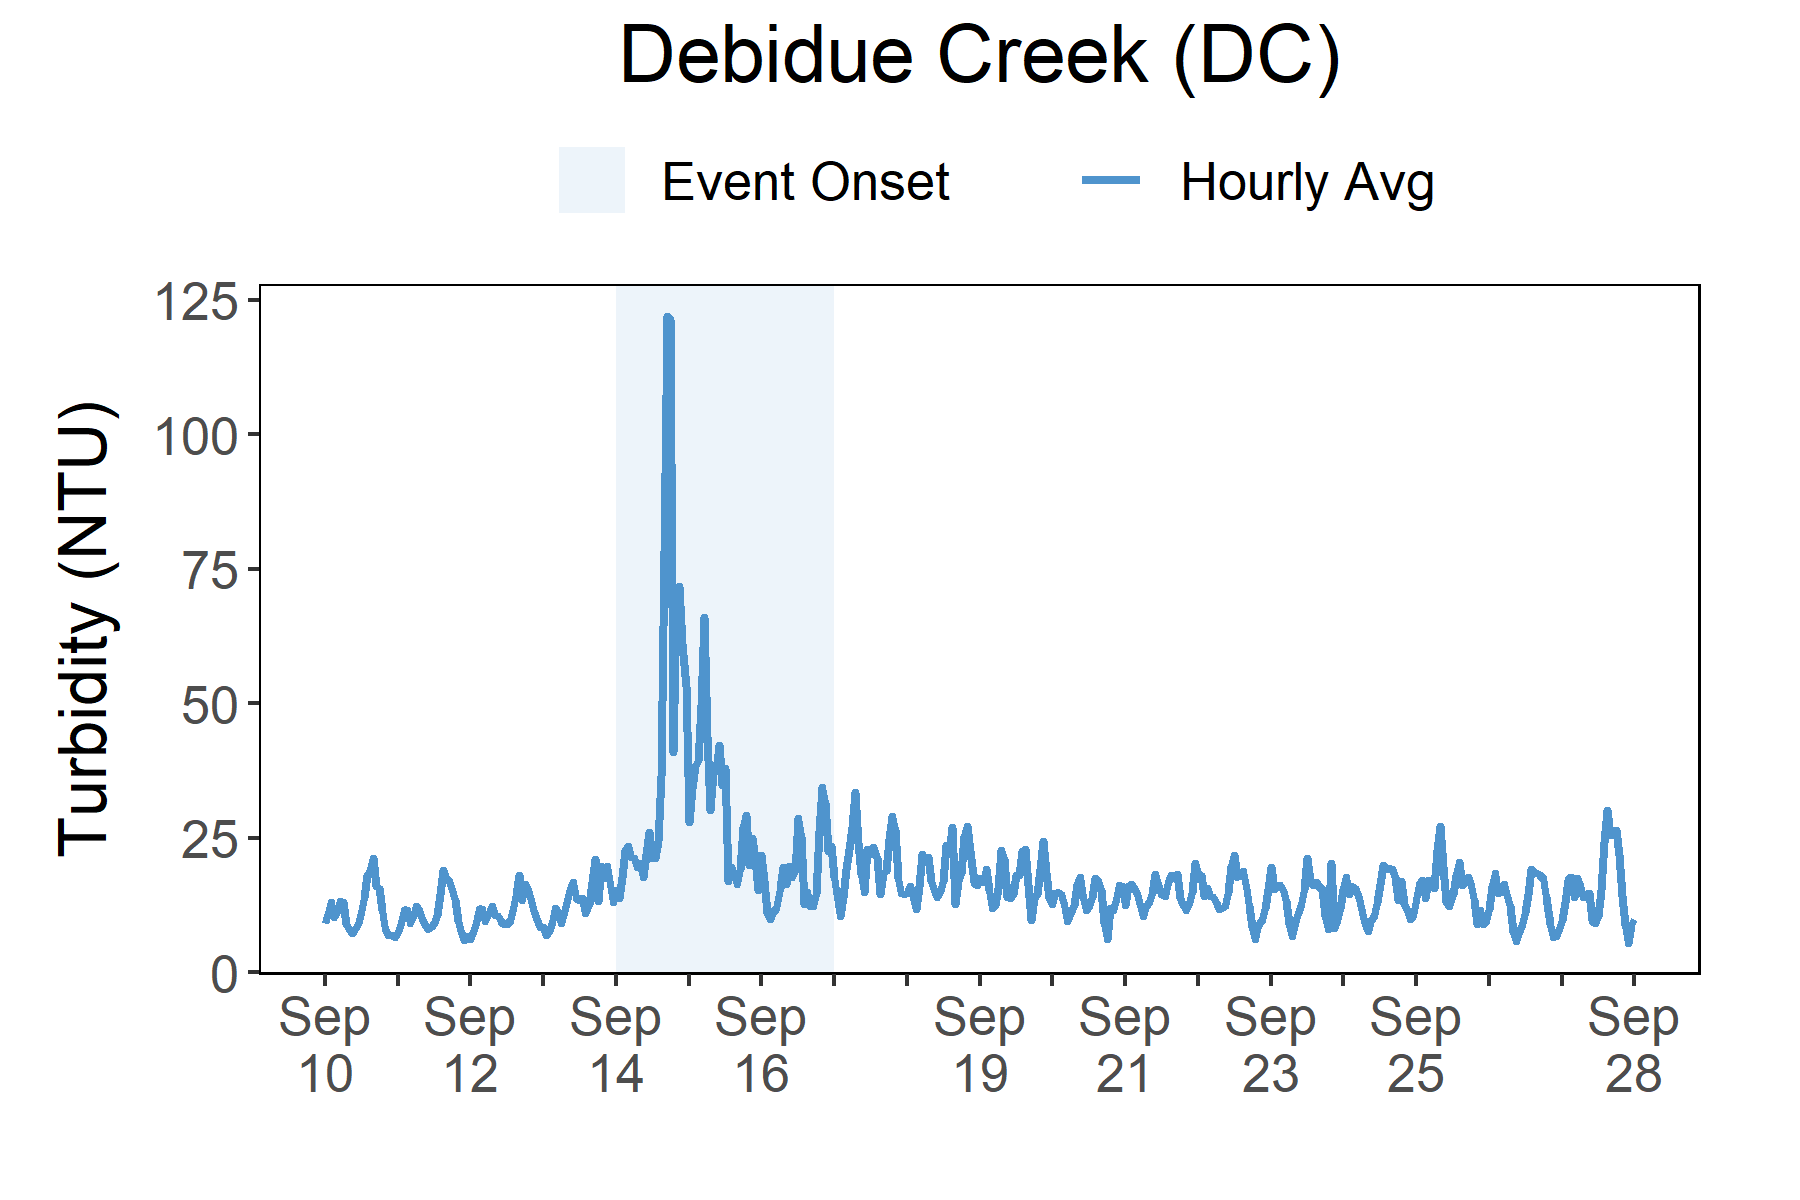 Debidue Creek (DC)
Event Onset
Hourly Avg
Turbidity (NTU)
125
100
75
50
25
0
Sep
10
Sep
12
Sep
14
Sep
16
Sep
19
Sep
21
Sep
23
Sep
25
Sep
28